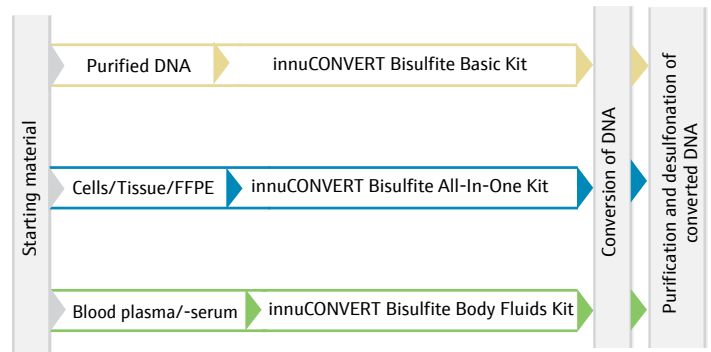 Starting material
Purified DNA
innuCONVERT Bisulfite Basic Kit
Cells/Tissue/FFPE
innuCONVERT Bisulfite All-In-One Kit
Blood plasma/-serum
innuCONVERT Bisulfite Body Fluids Kit
Conversion of DNA
Purification and desulfonation of
converted DNA